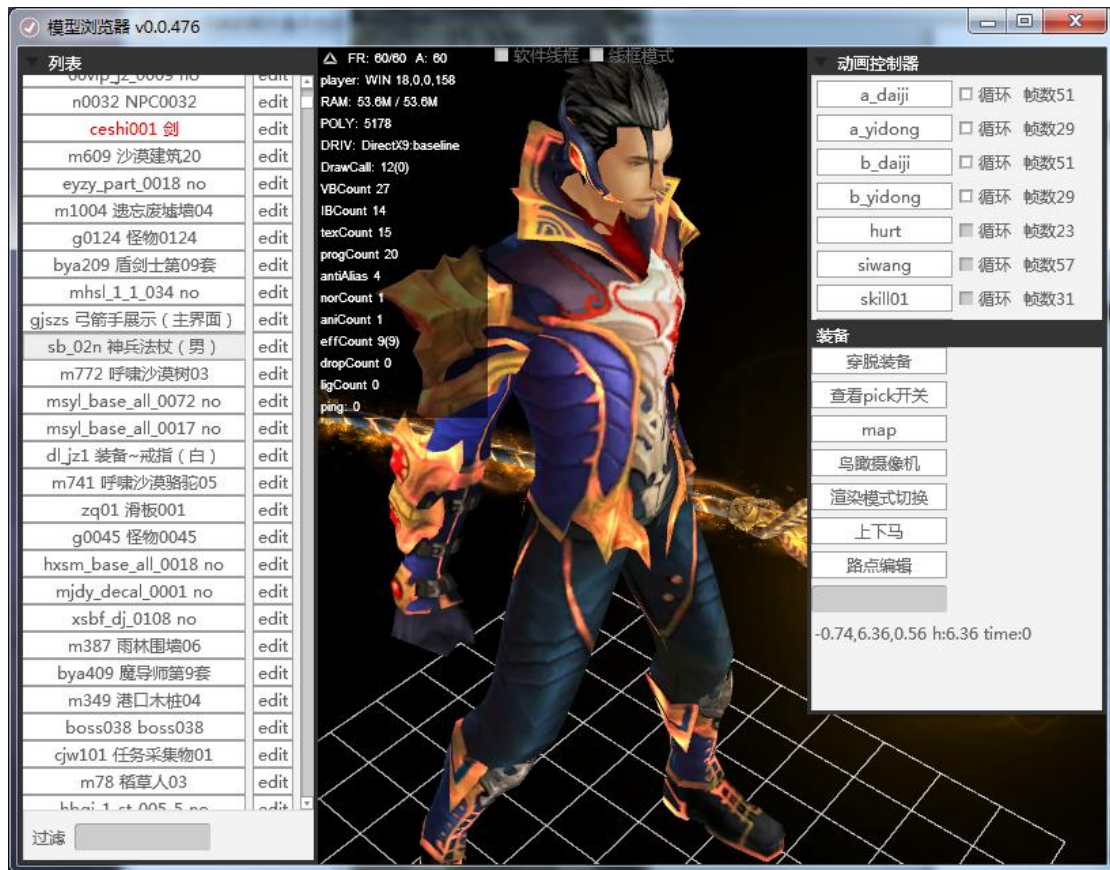 模型浏览器 v0.0.476
列表
n0032 NPC0032 edit
ceshi001 剑 edit
m609 沙漠建筑20 edit
eyzy_part_0018 no edit
m1004 遗忘废墟墙04 edit
g0124 怪物0124 edit
bya209 盾剑士第09套 edit
mhsl_1_1_034 no edit
gjszs 弓箭手展示（主界面） edit
sb_02n 神兵法杖（男） edit
m772 呼啸沙漠树03 edit
msyl_base_all_0072 no edit
msyl_base_all_0017 no edit
dl_jz1 装备~戒指（白） edit
m741 呼啸沙漠骆驼05 edit
zq01 滑板001 edit
g0045 怪物0045 edit
hxsm_base_all_0018 no edit
mjdy_decal_0001 no edit
xsbf_dj_0108 no edit
m387 雨林围墙06 edit
bya409 魔导师第9套 edit
m349 港口木桩04 edit
boss038 boss038 edit
cjw101 任务采集物01 edit
m78 稻草人03 edit
过滤
FR: 60/60 A: 60
软件线框 线框模式
player: WIN 18,0,0,158
RAM: 53.6M / 53.6M
POLY: 5178
DRIV: DirectX9:baseline
DrawCall: 12(0)
VBCount 27
IBCount 14
texCount 15
progCount 20
antiAlias 4
norCount 1
aniCount 1
effCount 9(9)
dropCount 0
ligCount 0
ping: 0
动画控制器
a_daiji 循环 帧数51
a_yidong 循环 帧数29
b_daiji 循环 帧数51
b_yidong 循环 帧数29
hurt 循环 帧数23
siwang 循环 帧数57
skill01 循环 帧数31
装备
穿脱装备
查看pick开关
map
鸟瞰摄像机
渲染模式切换
上下马
路点编辑
-0.74,6.36,0.56 h:6.36 time:0